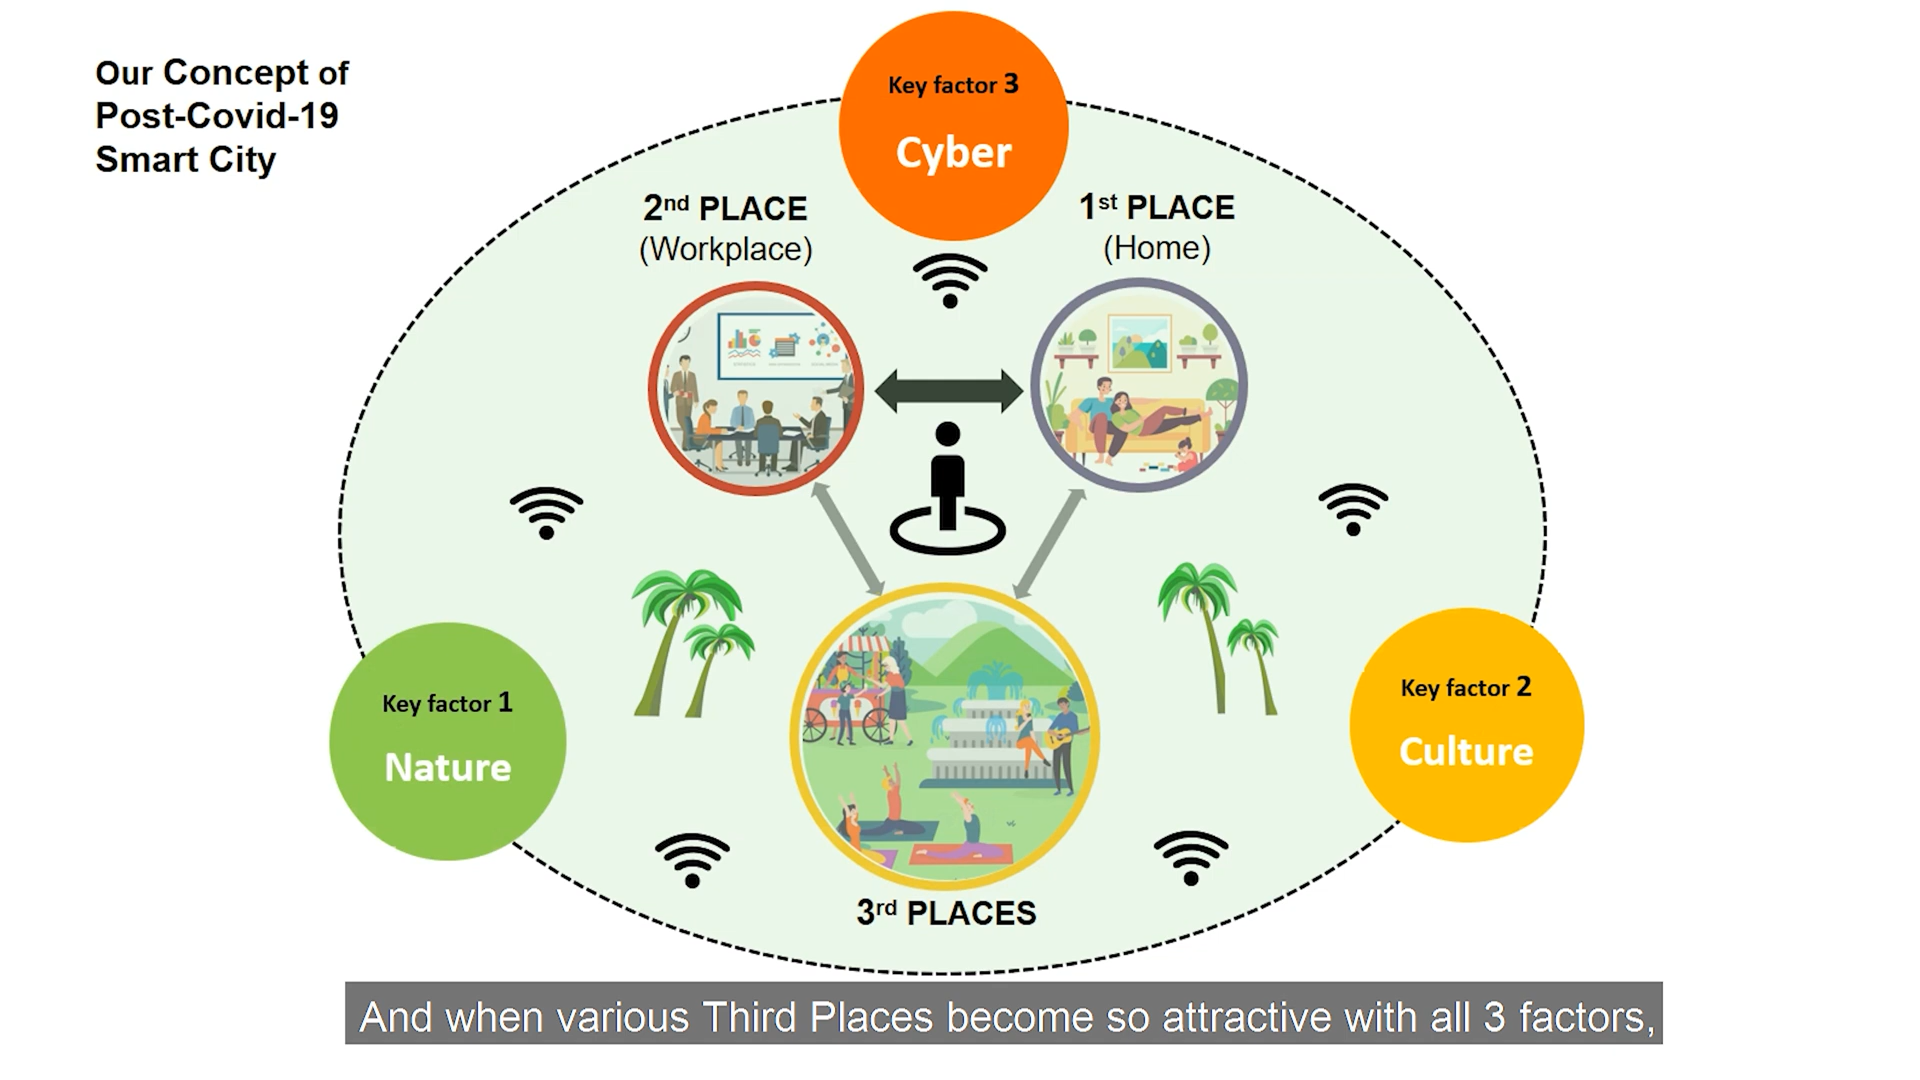 Our Concept of
Post-Covid-19
Smart City
Key factor 3
Cyber
2nd PLACE
(Workplace)
1st PLACE
(Home)
Key factor 1
Nature
Key factor 2
Culture
3rd PLACES
And when various Third Places become so attractive with all 3 factors,